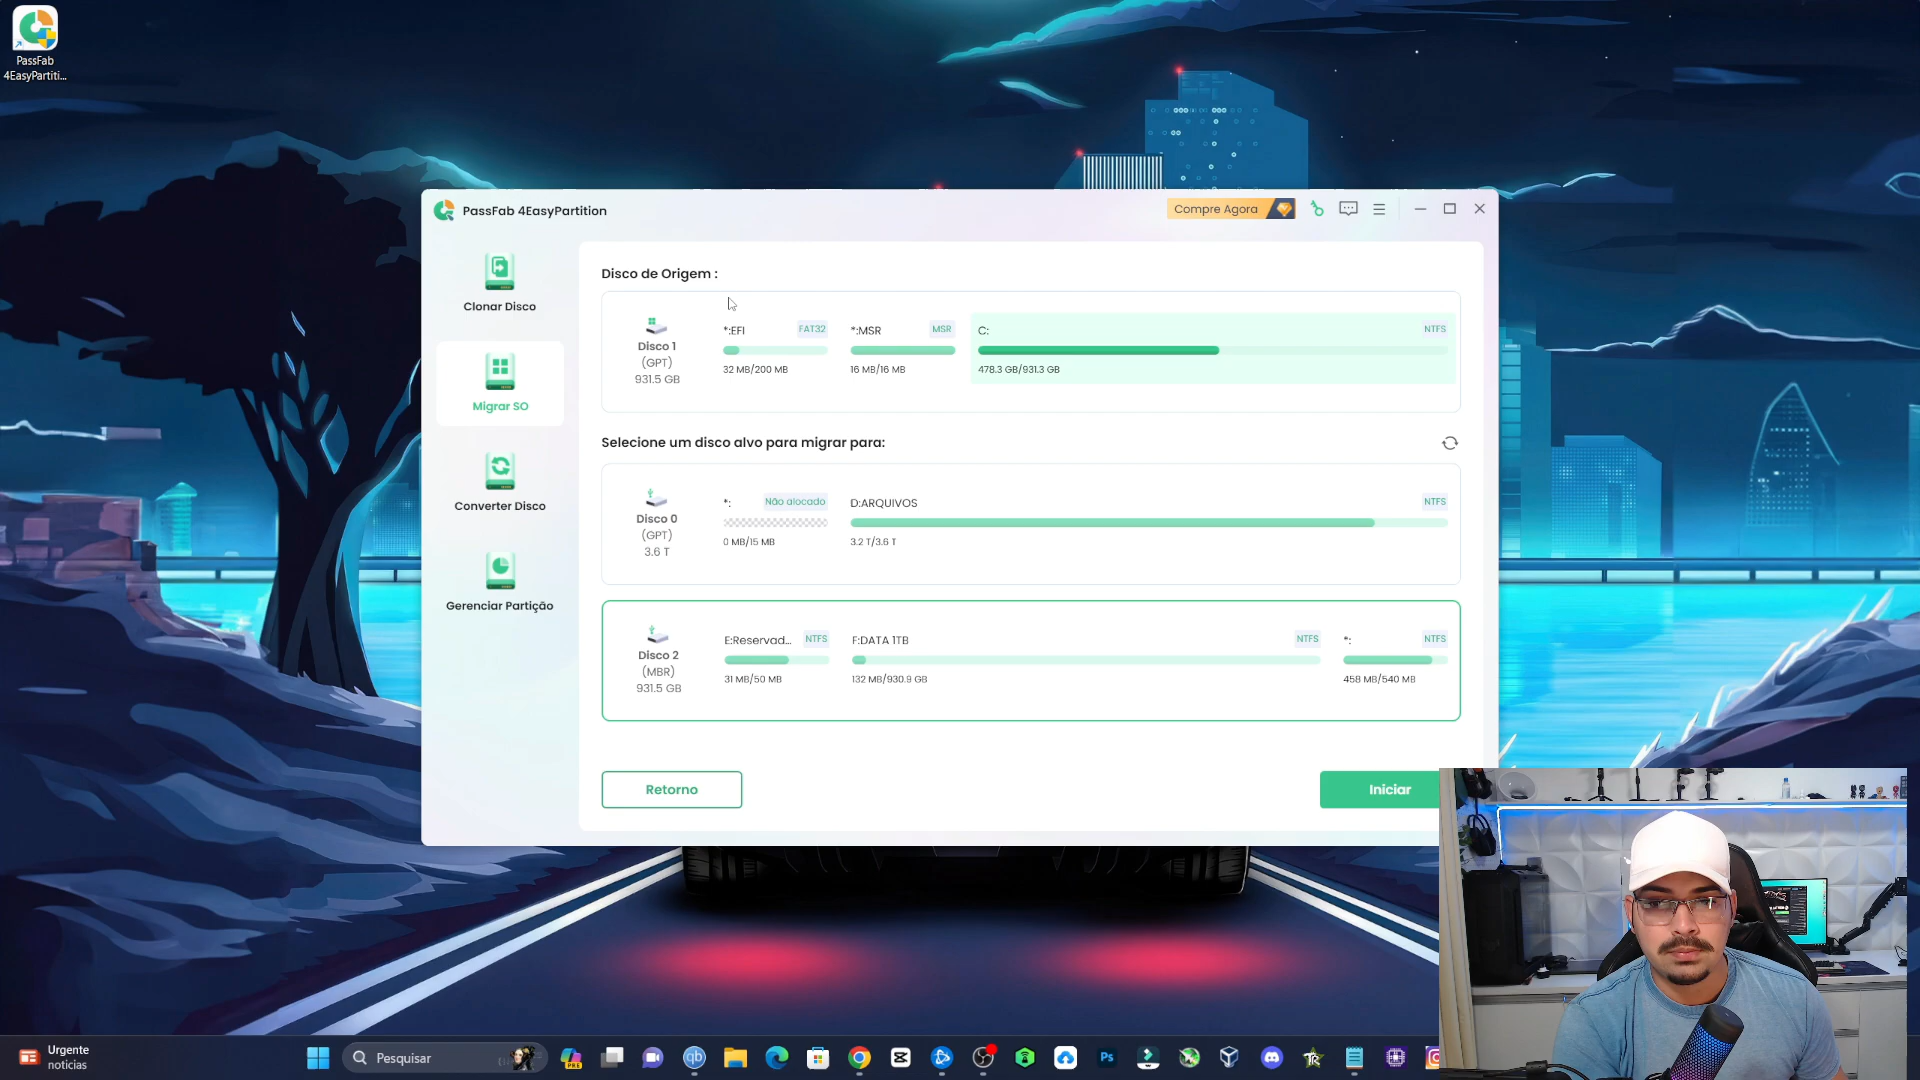 PassFab
4EasyPartiti...
PassFab 4EasyPartition
Compre Agora
Clonar Disco
Migrar SO
Converter Disco
Gerenciar Partição
Disco de Origem :
Disco 1
(GPT)
931.5 GB
*:EFI
FAT32
32 MB/200 MB
*:MSR
MSR
16 MB/16 MB
C:
NTFS
478.3 GB/931.3 GB
Selecione um disco alvo para migrar para:
Disco 0
(GPT)
3.6 T
*:
Não alocado
0 MB/15 MB
D:ARQUIVOS
NTFS
3.2 T/3.6 T
Disco 2
(MBR)
931.5 GB
E:Reservad...
NTFS
31 MB/50 MB
F:DATA 1TB
NTFS
132 MB/930.9 GB
*:
NTFS
458 MB/540 MB
Retorno
Iniciar
Urgente
noticias
Pesquisar
PRE
qb
Ps
TR